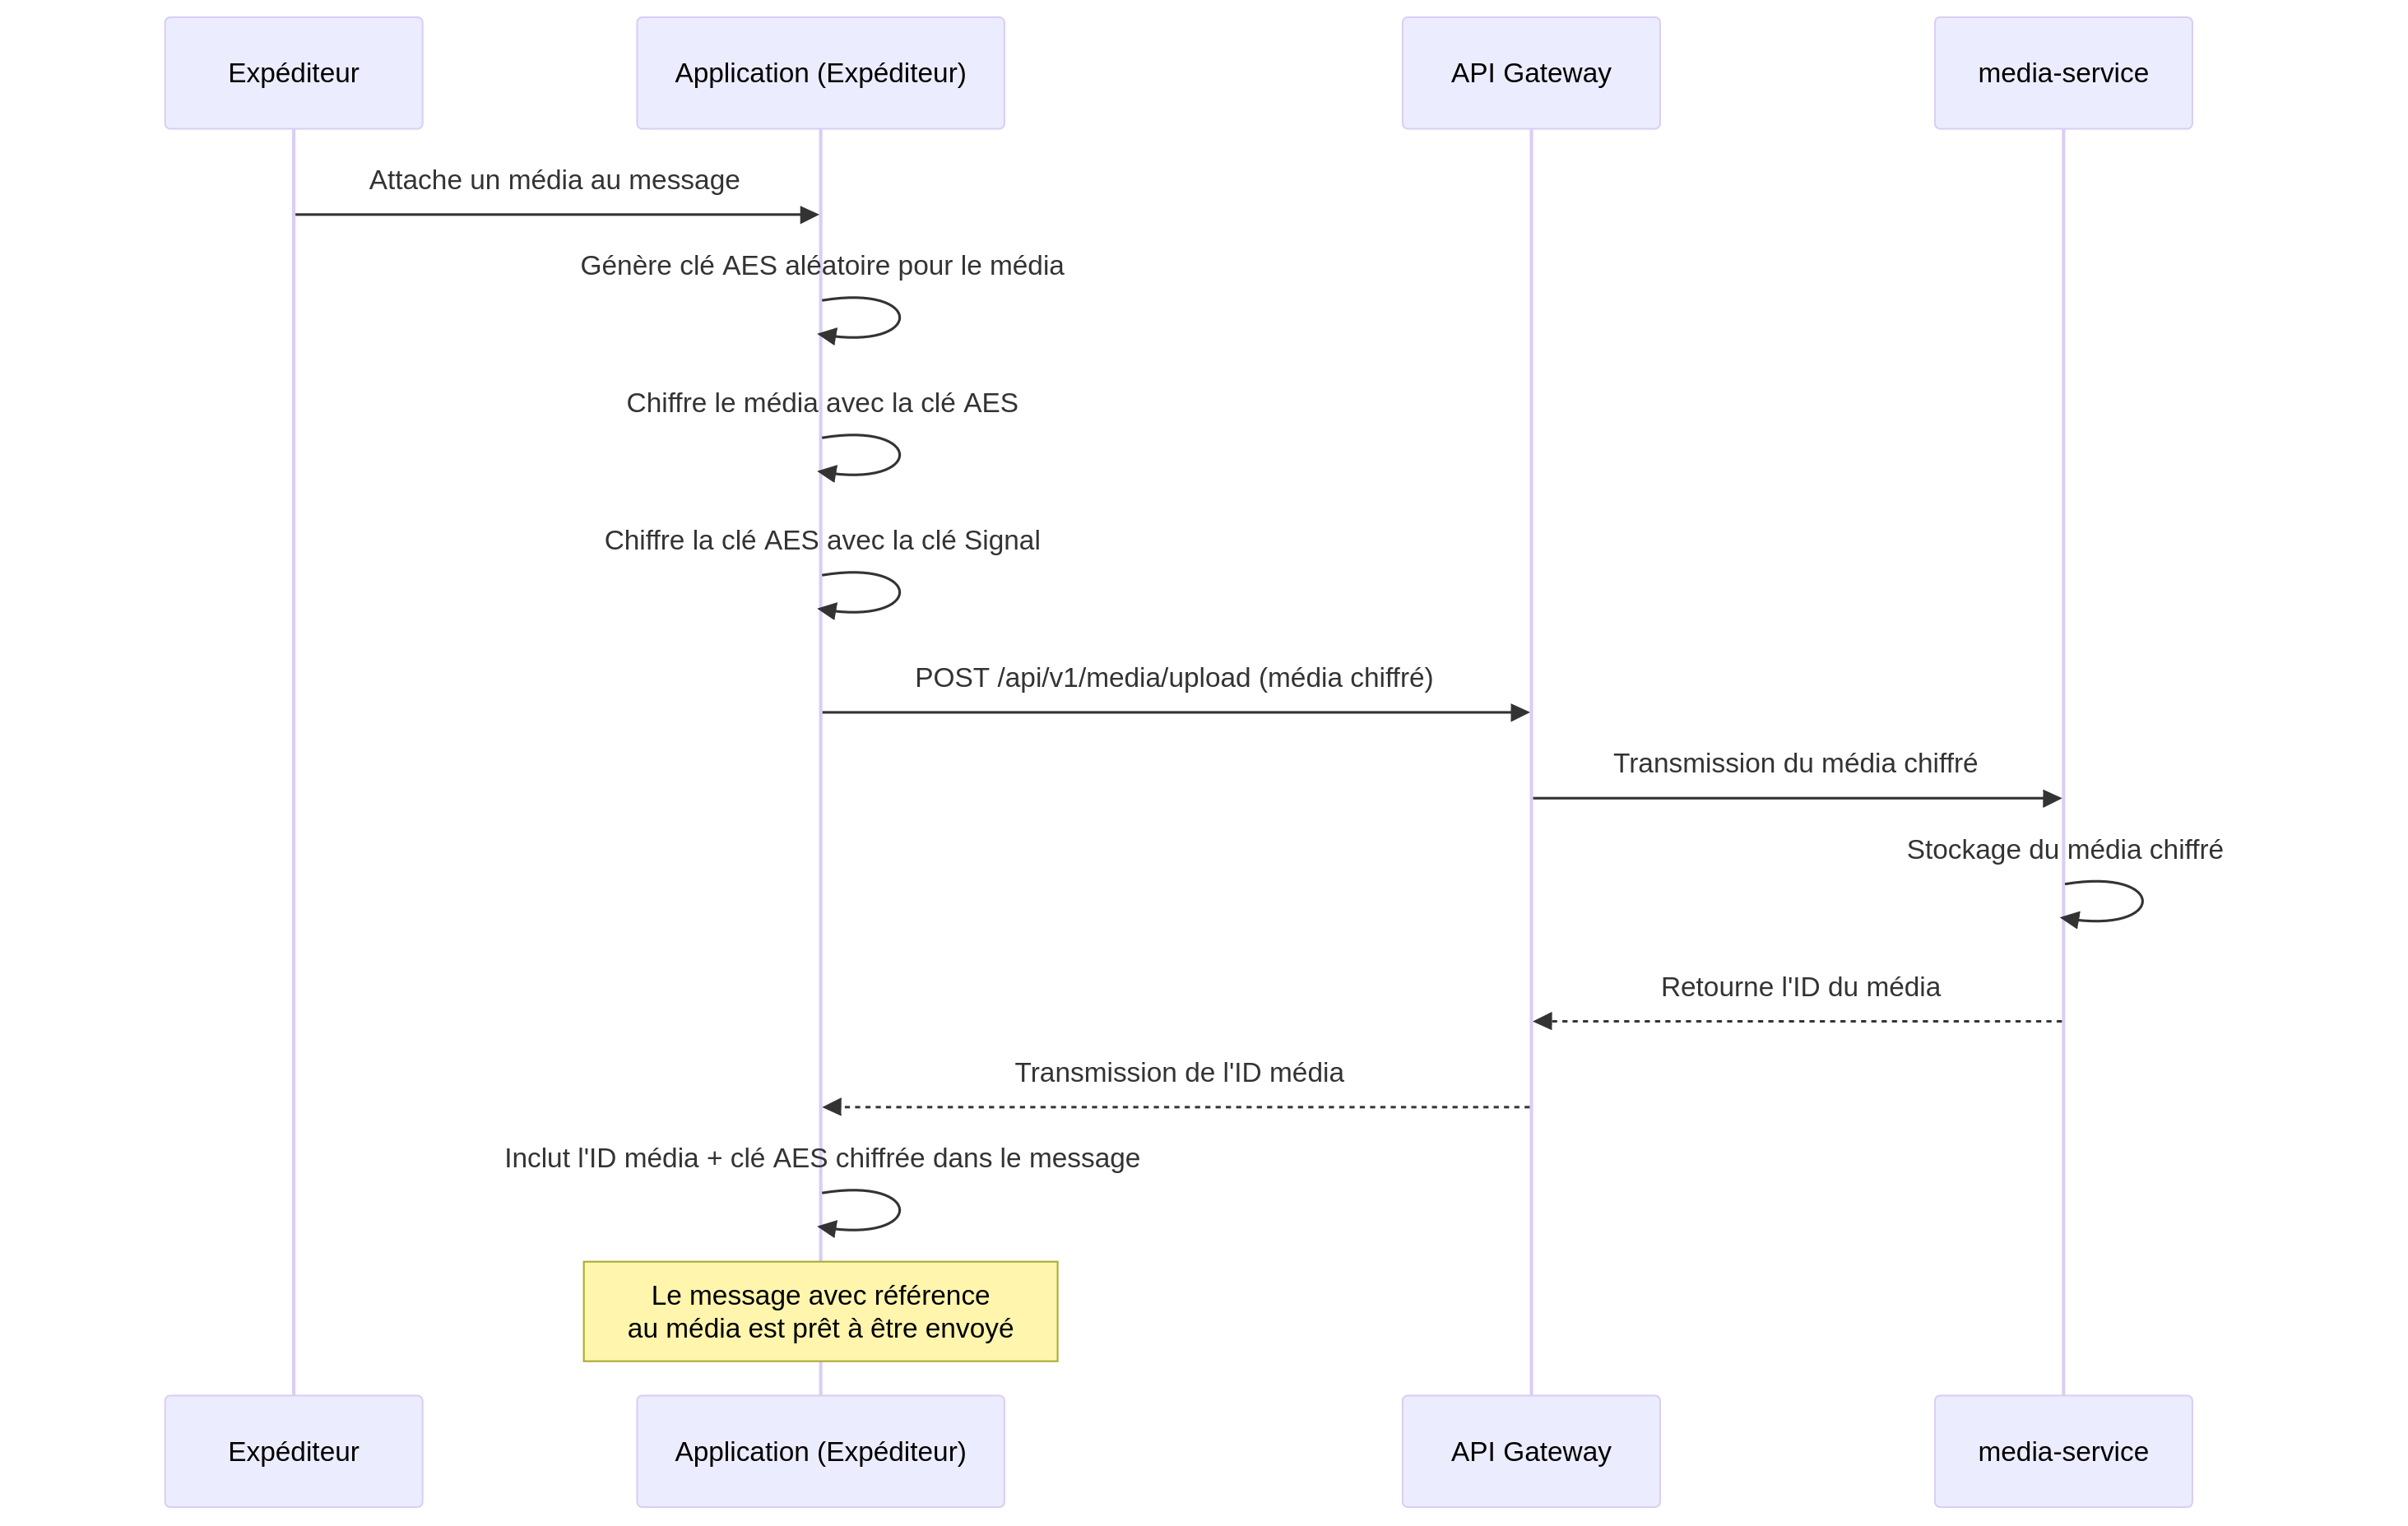 Expéditeur
Application (Expéditeur)
API Gateway
media-service
Attache un média au message
Génère clé AES aléatoire pour le média
Chiffre le média avec la clé AES
Chiffre la clé AES avec la clé Signal
POST /api/v1/media/upload (média chiffré)
Transmission du média chiffré
Stockage du média chiffré
Retourne l'ID du média
Transmission de l'ID média
Inclut l'ID média + clé AES chiffrée dans le message
Le message avec référence
au média est prêt à être envoyé
Expéditeur
Application (Expéditeur)
API Gateway
media-service